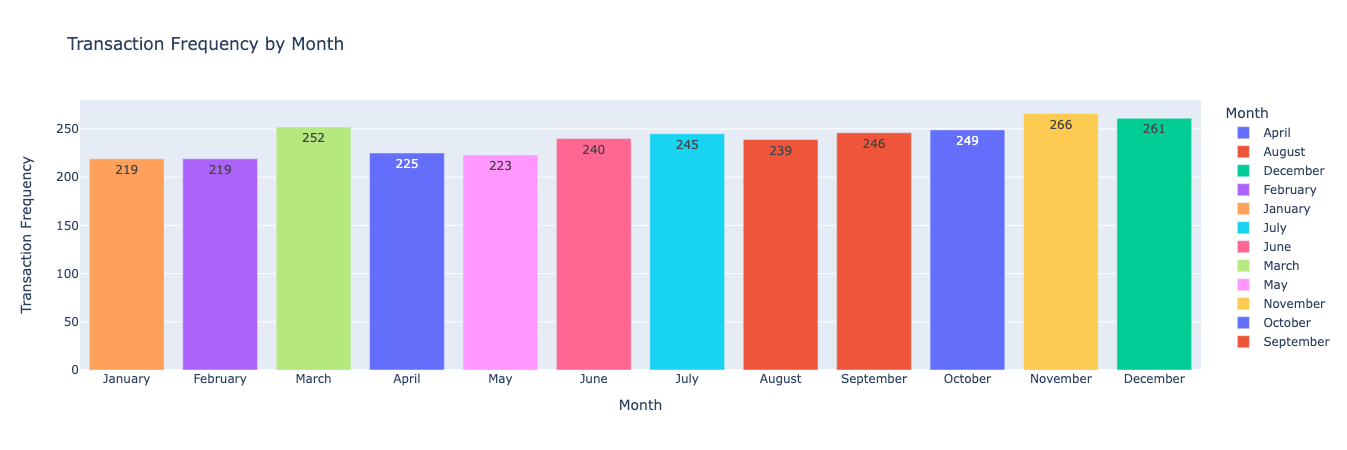 Transaction Frequency by Month
Transaction Frequency
250
200
150
100
50
0
219
219
252
225
223
240
245
239
246
249
266
261
January
February
March
April
May
June
July
August
September
October
November
December
Month
Month
April
August
December
February
January
July
June
March
May
November
October
September